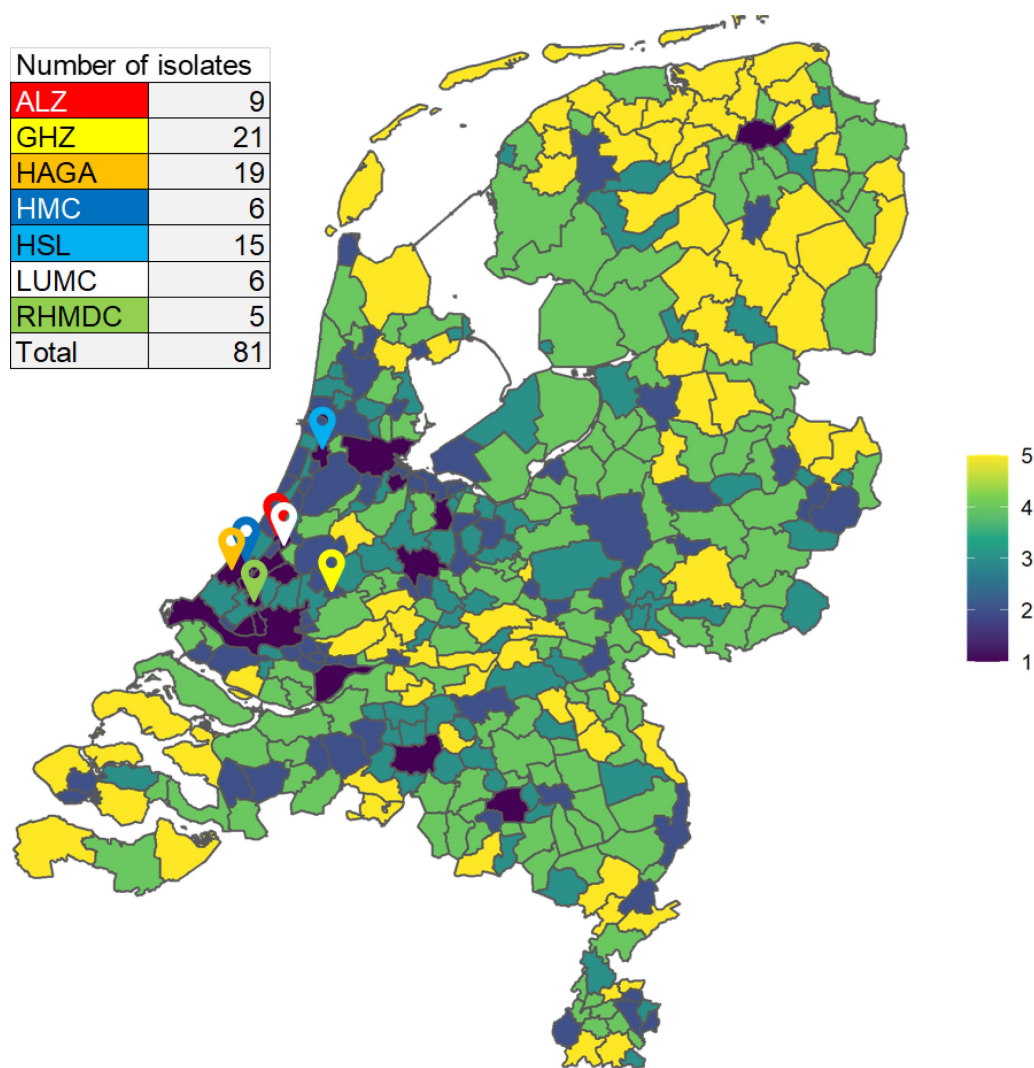 Number of isolates
ALZ 9
GHZ 21
HAGA 19
HMC 6
HSL 15
LUMC 6
RHMDC 5
Total 81
5
4
3
2
1